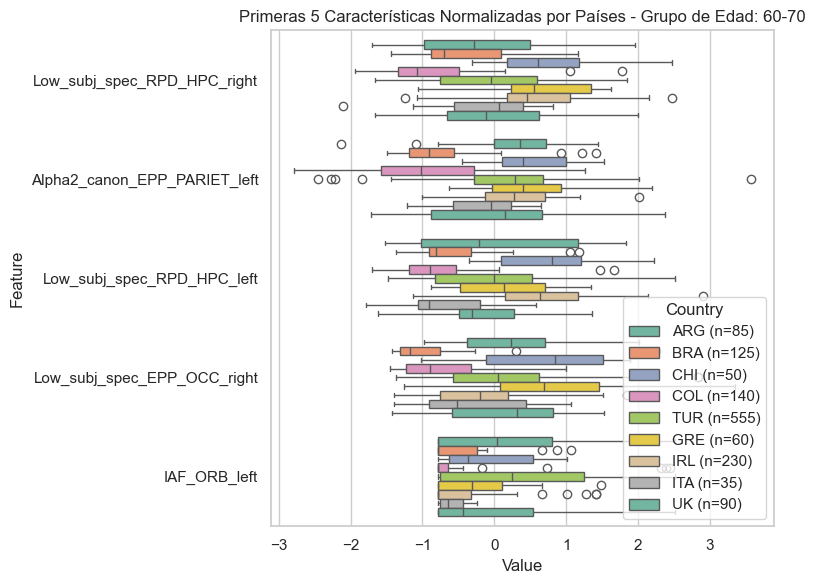 Primeras 5 Características Normalizadas por Países - Grupo de Edad: 60-70
Feature
Low_subj_spec_RPD_HPC_right
Alpha2_canon_EPP_PARIET_left
Low_subj_spec_RPD_HPC_left
Low_subj_spec_EPP_OCC_right
IAF_ORB_left
Country
ARG (n=85)
BRA (n=125)
CHI (n=50)
COL (n=140)
TUR (n=555)
GRE (n=60)
IRL (n=230)
ITA (n=35)
UK (n=90)
−3 −2 −1 0 1 2 3
Value